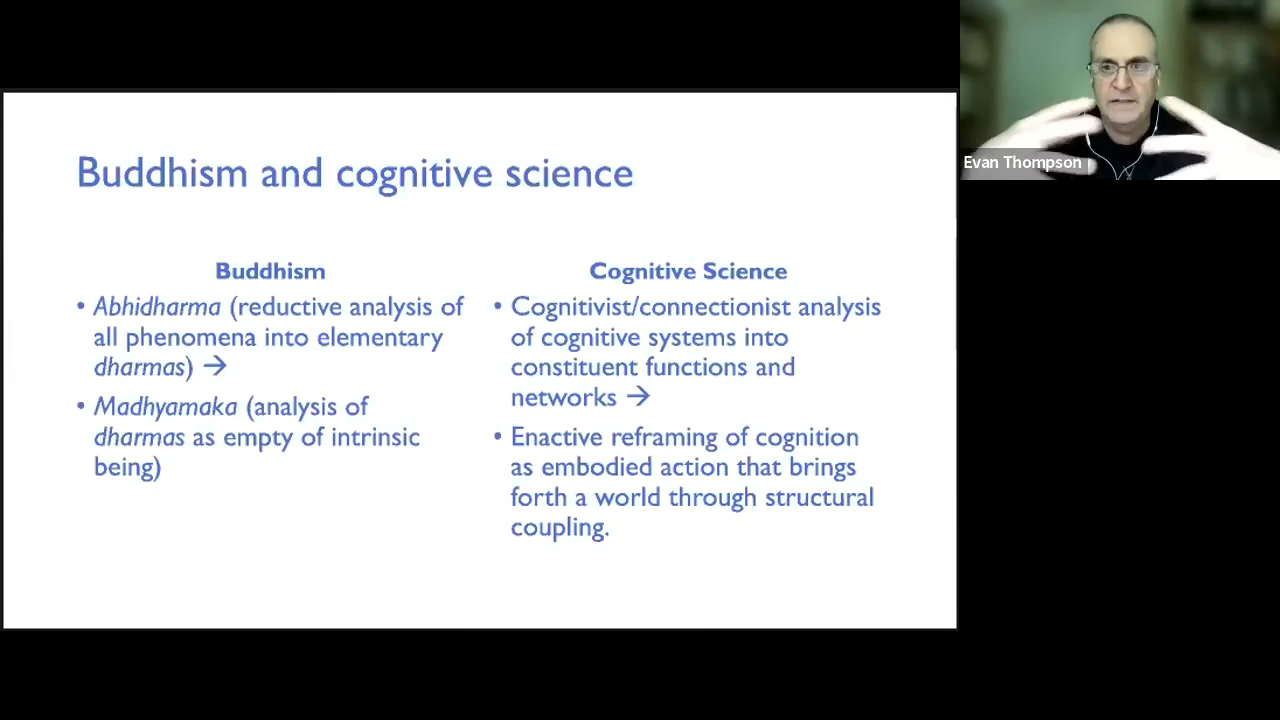 Buddhism and cognitive science
Buddhism
• Abhidharma (reductive analysis of
all phenomena into elementary
dharmas) →
• Madhyamaka (analysis of
dharmas as empty of intrinsic
being)
Cognitive Science
• Cognitivist/connectionist analysis
of cognitive systems into
constituent functions and
networks →
• Enactive reframing of cognition
as embodied action that brings
forth a world through structural
coupling.
Evan Thompson